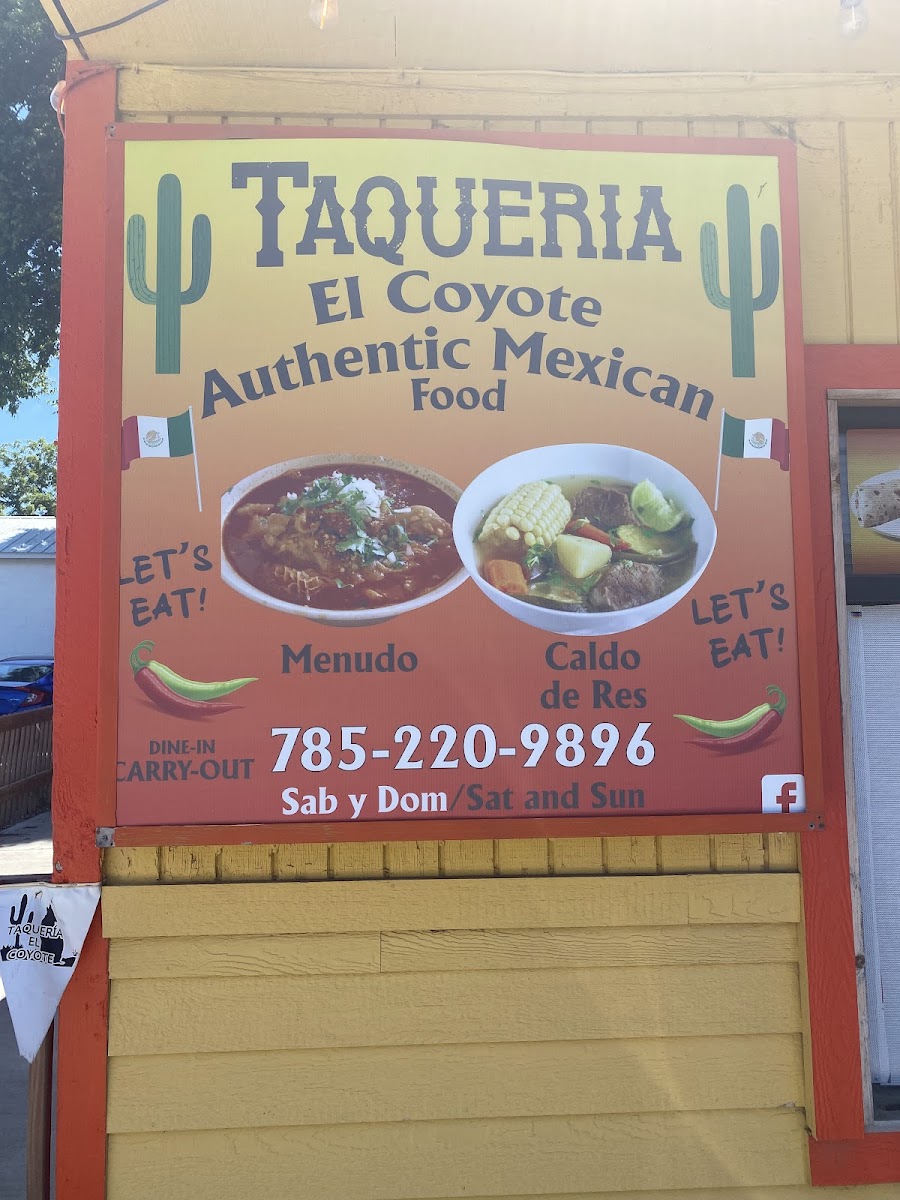 TAQUERIA
El Coyote
Authentic Mexican
Food
LET'S
EAT!
LET'S
EAT!
Menudo
Caldo
de Res
DINE-IN
CARRY-OUT
785-220-9896
Sab y Dom/Sat and Sun
f
TAQUERÍA
EL
COYOTE